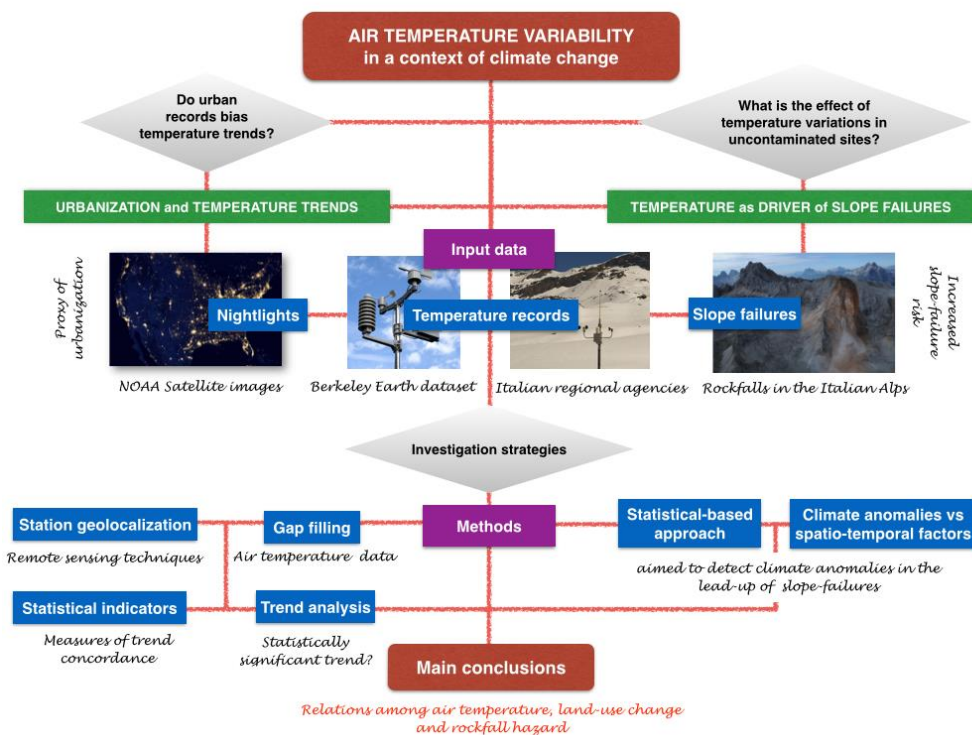 AIR TEMPERATURE VARIABILITY
in a context of climate change
Do urban
records bias
temperature trends?
What is the effect of
temperature variations in
uncontaminated sites?
URBANIZATION and TEMPERATURE TRENDS
TEMPERATURE as DRIVER of SLOPE FAILURES
Input data
Proxy of
urbanization
Nightlights
Temperature records
Slope failures
Increased
slope-failure
risk
NOAA Satellite images
Berkeley Earth dataset
Italian regional agencies
Rockfalls in the Italian Alps
Investigation strategies
Station geolocalization
Remote sensing techniques
Gap filling
Air temperature data
Methods
Statistical-based
approach
Climate anomalies vs
spatio-temporal factors
aimed to detect climate anomalies in the
lead-up of slope-failures
Statistical indicators
Measures of trend
concordance
Trend analysis
Statistically
significant trend?
Main conclusions
Relations among air temperature, land-use change
and rockfall hazard